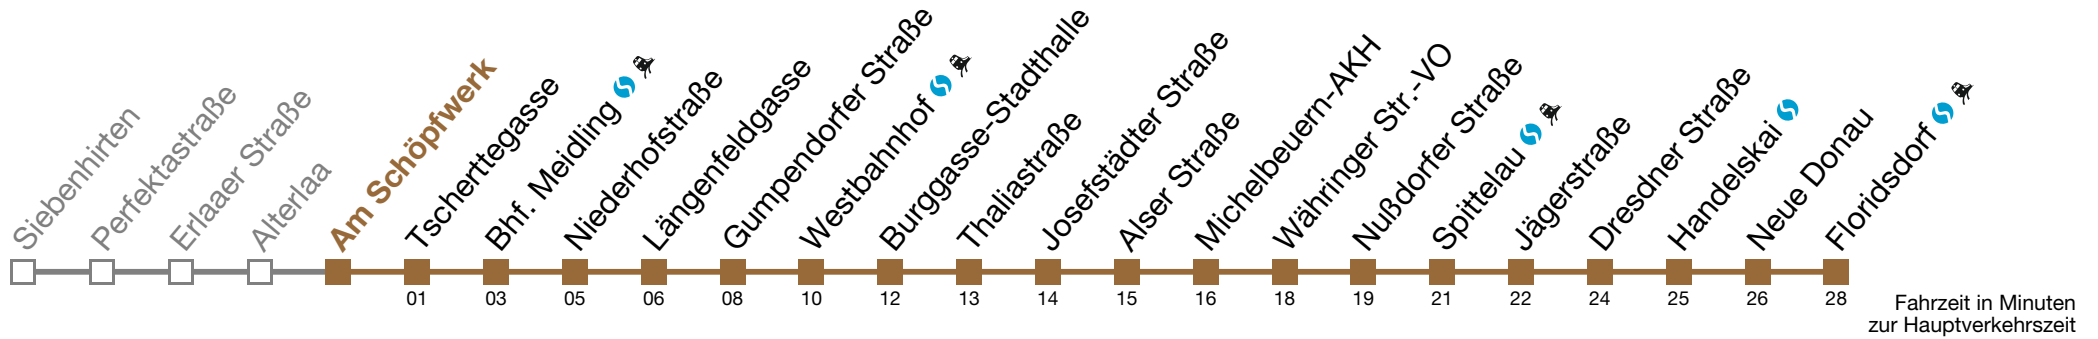 Siebenhirten
Perfektastraße
Erlaaer Straße
Alterlaa
Am Schöpfwerk
Tscherttegasse
Bhf. Meidling
Niederhofstraße
Längenfeldgasse
Gumpendorfer Straße
Westbahnhof
Burggasse-Stadthalle
Thaliastraße
Josefstädter Straße
Alser Straße
Michelbeuern-AKH
Währinger Str.-VO
Nußdorfer Straße
Spittelau
Jägerstraße
Dresdner Straße
Handelskai
Neue Donau
Floridsdorf
01 03 05 06 08 10 12 13 14 15 16 18 19 21 22 24 25 26 28
Fahrzeit in Minuten
zur Hauptverkehrszeit